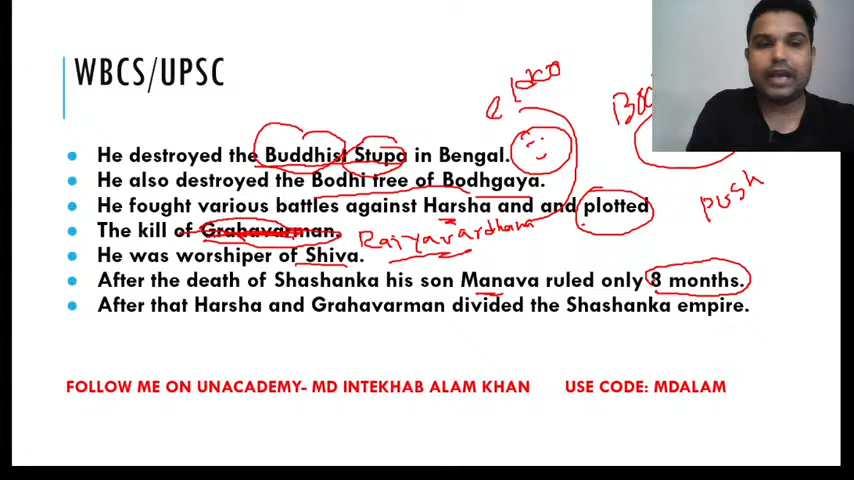 WBCS/UPSC
He destroyed the Buddhist Stupa in Bengal.
He also destroyed the Bodhi tree of Bodhgaya.
He fought various battles against Harsha and and plotted
push
The kill of Grahavarman. Rajyavardhana
He was worshiper of Shiva.
After the death of Shashanka his son Manava ruled only 8 months.
After that Harsha and Grahavarman divided the Shashanka empire.
FOLLOW ME ON UNACADEMY- MD INTEKHAB ALAM KHAN USE CODE: MDALAM